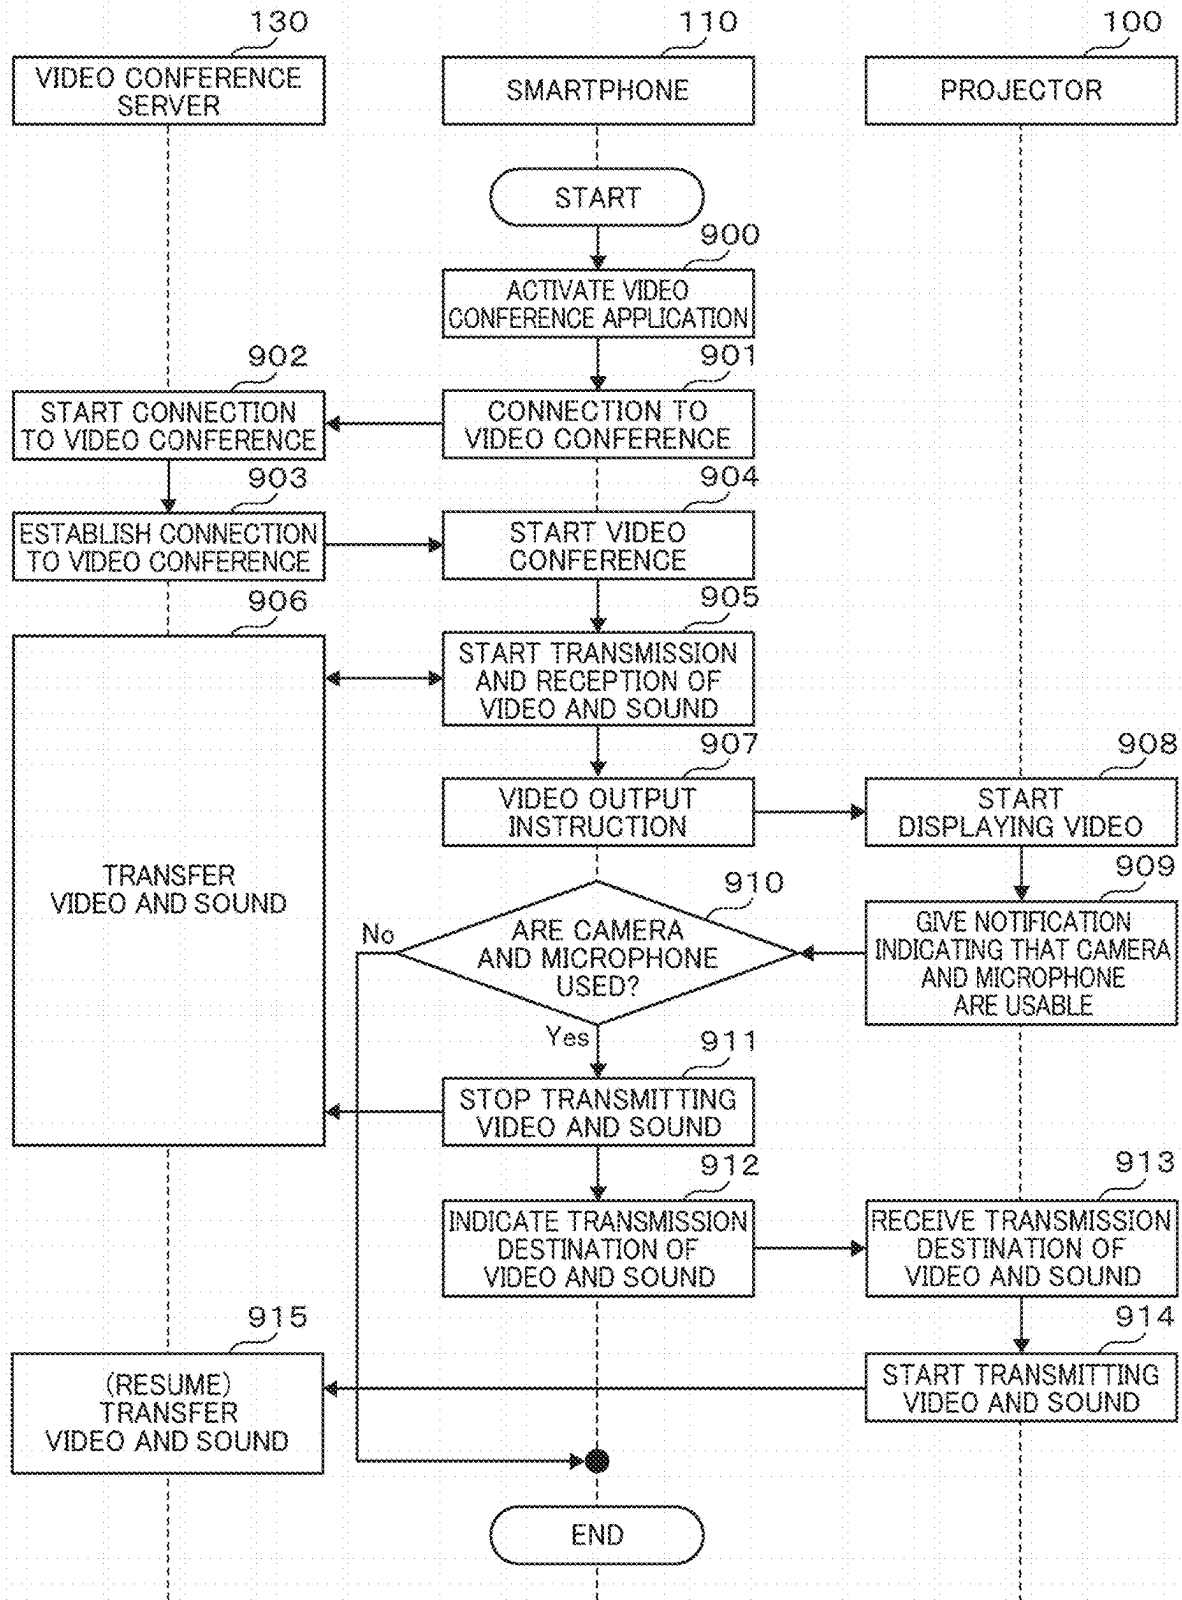 130
110
100
VIDEO CONFERENCE
SERVER
SMARTPHONE
PROJECTOR
START
900
ACTIVATE VIDEO
CONFERENCE APPLICATION
902
901
START CONNECTION
TO VIDEO CONFERENCE
CONNECTION TO
VIDEO CONFERENCE
903
904
ESTABLISH CONNECTION
TO VIDEO CONFERENCE
START VIDEO
CONFERENCE
906
905
START TRANSMISSION
AND RECEPTION OF
VIDEO AND SOUND
907
908
VIDEO OUTPUT
INSTRUCTION
START
DISPLAYING VIDEO
TRANSFER
VIDEO AND SOUND
910
909
No
ARE CAMERA
AND MICROPHONE
USED?
GIVE NOTIFICATION
INDICATING THAT CAMERA
AND MICROPHONE
ARE USABLE
Yes
911
STOP TRANSMITTING
VIDEO AND SOUND
912
913
INDICATE TRANSMISSION
DESTINATION OF
VIDEO AND SOUND
RECEIVE TRANSMISSION
DESTINATION OF
VIDEO AND SOUND
915
914
(RESUME)
TRANSFER
VIDEO AND SOUND
START TRANSMITTING
VIDEO AND SOUND
END